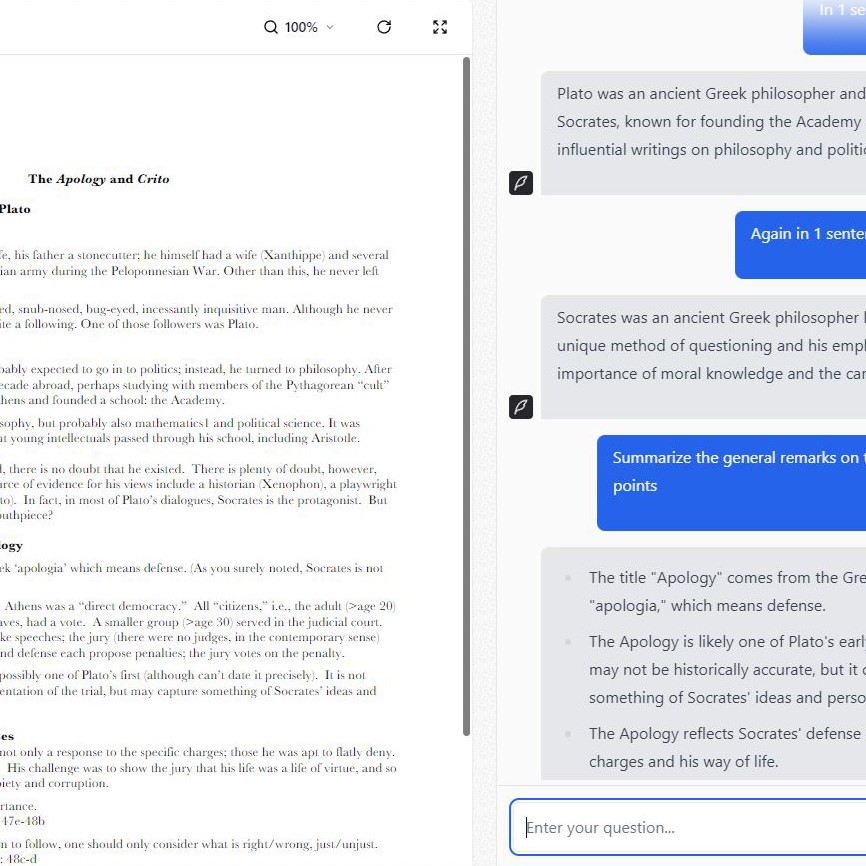 100%
The Apology and Crito
Plato
fe, his father a stonecutter; he himself had a wife (Xanthippe) and several
ian army during the Peloponnesian War. Other than this, he never left
ed, snub-nosed, bug-eyed, incessantly inquisitive man. Although he never
ite a following. One of those followers was Plato.
bably expected to go in to politics; instead, he turned to philosophy. After
ecade abroad, perhaps studying with members of the Pythagorean “cult”
thens and founded a school: the Academy.
sophy, but probably also mathematics1 and political science. It was
at young intellectuals passed through his school, including Aristotle.
l, there is no doubt that he existed. There is plenty of doubt, however,
urce of evidence for his views include a historian (Xenophon), a playwright
to). In fact, in most of Plato’s dialogues, Socrates is the protagonist. But
outhpiece?
logy
ek ‘apologia’ which means defense. (As you surely noted, Socrates is not
Athens was a “direct democracy.” All “citizens,” i.e., the adult (>age 20)
aves, had a vote. A smaller group (>age 30) served in the judicial court.
ke speeches; the jury (there were no judges, in the contemporary sense)
nd defense each propose penalties; the jury votes on the penalty.
possibly one of Plato’s first (although can’t date it precisely). It is not
entation of the trial, but may capture something of Socrates’ ideas and
es
not only a response to the specific charges; those he was apt to flatly deny.
His challenge was to show the jury that his life was a life of virtue, and so
piety and corruption.
rtance.
47e-48b
n to follow, one should only consider what is right/wrong, just/unjust.
: 48c-d
In 1 se
Plato was an ancient Greek philosopher and
Socrates, known for founding the Academy
influential writings on philosophy and politic
Again in 1 senten
Socrates was an ancient Greek philosopher
unique method of questioning and his emph
importance of moral knowledge and the car
Summarize the general remarks on t
points
The title "Apology" comes from the Gre
"apologia," which means defense.
The Apology is likely one of Plato's earl
may not be historically accurate, but it c
something of Socrates' ideas and perso
The Apology reflects Socrates' defense
charges and his way of life.
Enter your question...